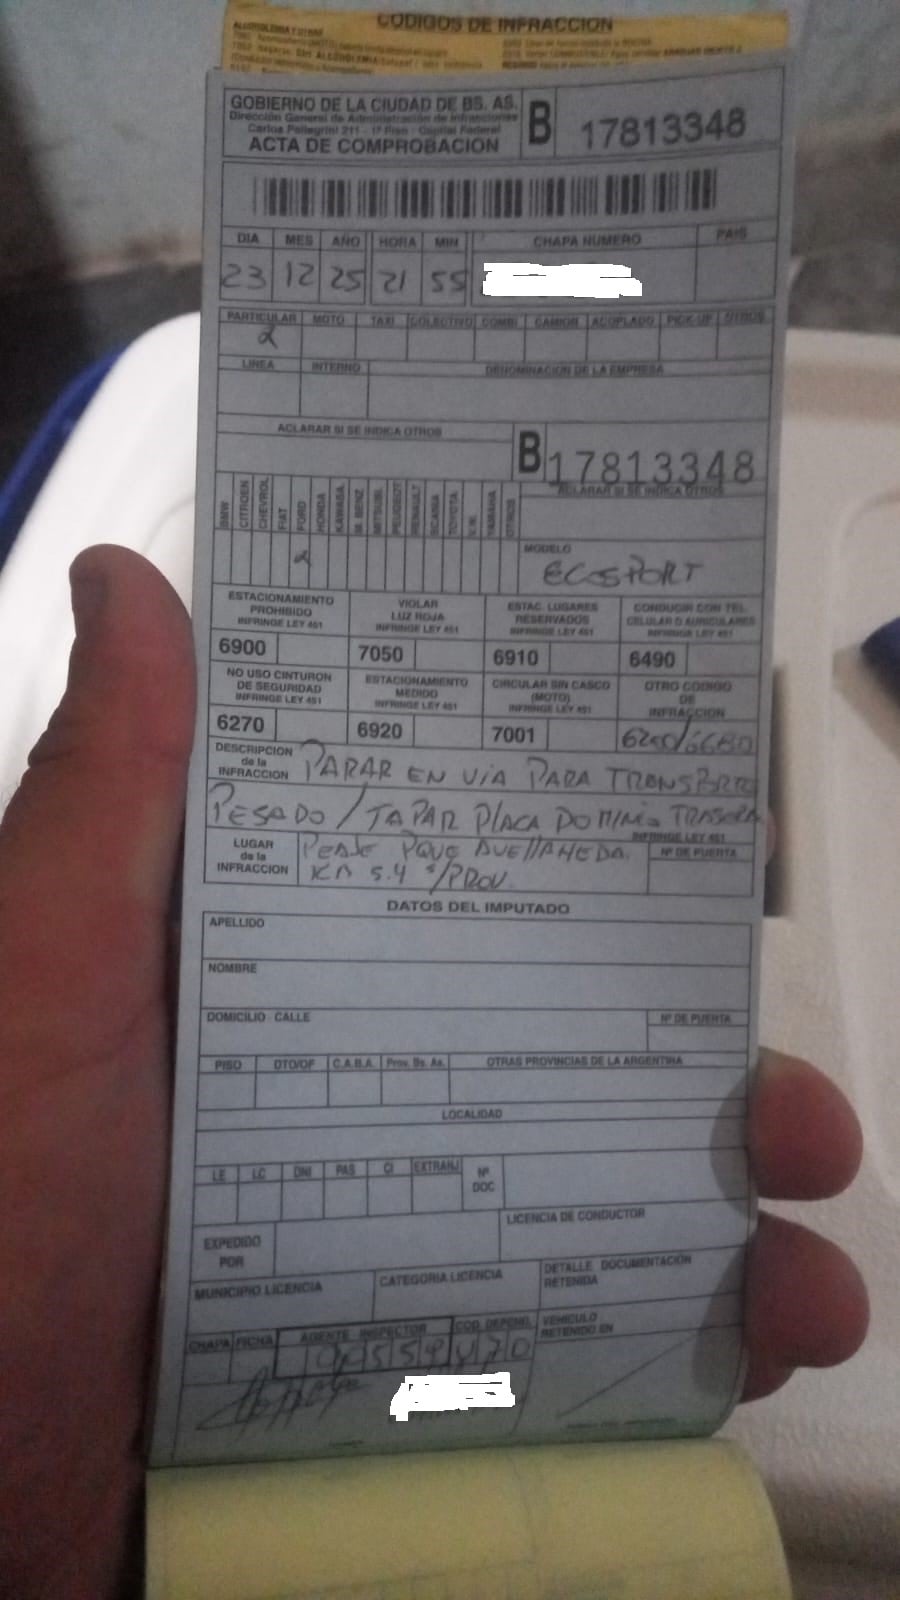 CODIGOS DE INFRACCION
GOBIERNO DE LA CIUDAD DE BS. AS.
Dirección General de Administración de Infracciones
Carlos Pellegrini 211 - 1º Piso - Capital Federal
ACTA DE COMPROBACION
B 17813348
DIA MES AÑO HORA MIN CHAPA NUMERO PAIS
23 12 25 21 55
PARTICULAR MOTO TAXI COLECTIVO COMBI CAMION ACOPLADO PICK-UP OTROS
LINEA INTERNO DENOMINACION DE LA EMPRESA
ACLARAR SI SE INDICA OTROS
B 17813348
ACLARAR SI SE INDICA OTROS
BMW CITROEN CHEVROL FIAT FORD HONDA KAWASA. M. BENZ MITSUBI. PEUGEOT RENAULT SCANIA TOYOTA V.W. YAMAHA OTROS
MODELO
ECOSPORT
ESTACIONAMIENTO PROHIBIDO INFRINGE LEY 451
VIOLAR LUZ ROJA INFRINGE LEY 451
ESTAC. LUGARES RESERVADOS INFRINGE LEY 451
CONDUCIR CON TEL. CELULAR O AURICULARES INFRINGE LEY 451
6900 7050 6910 6490
NO USO CINTURON DE SEGURIDAD INFRINGE LEY 451
ESTACIONAMIENTO MEDIDO INFRINGE LEY 451
CIRCULAR SIN CASCO (MOTO) INFRINGE LEY 451
OTRO CODIGO DE INFRACCION
6270 6920 7001
DESCRIPCION de la INFRACCION
PARAR EN VIA PARA TRANSPORTE
PESADO / TAPAR PLACA DOMINIO TRASERA
INFRINGE LEY 451
LUGAR de la INFRACCION
PEAJE PQUE AVELLANEDA.
KM 5.4 S/PROV.
Nº DE PUERTA
DATOS DEL IMPUTADO
APELLIDO
NOMBRE
DOMICILIO - CALLE Nº DE PUERTA
PISO DTO/OF C.A.B.A. Prov. Bs. As. OTRAS PROVINCIAS DE LA ARGENTINA
LOCALIDAD
LE LC DNI PAS CI EXTRANJ Nº DOC
EXPEDIDO POR
LICENCIA DE CONDUCTOR
MUNICIPIO LICENCIA CATEGORIA LICENCIA
DETALLE DOCUMENTACION RETENIDA
CHAPA FICHA AGENTE INSPECTOR COD. DEPEND.
VEHICULO RETENIDO EN